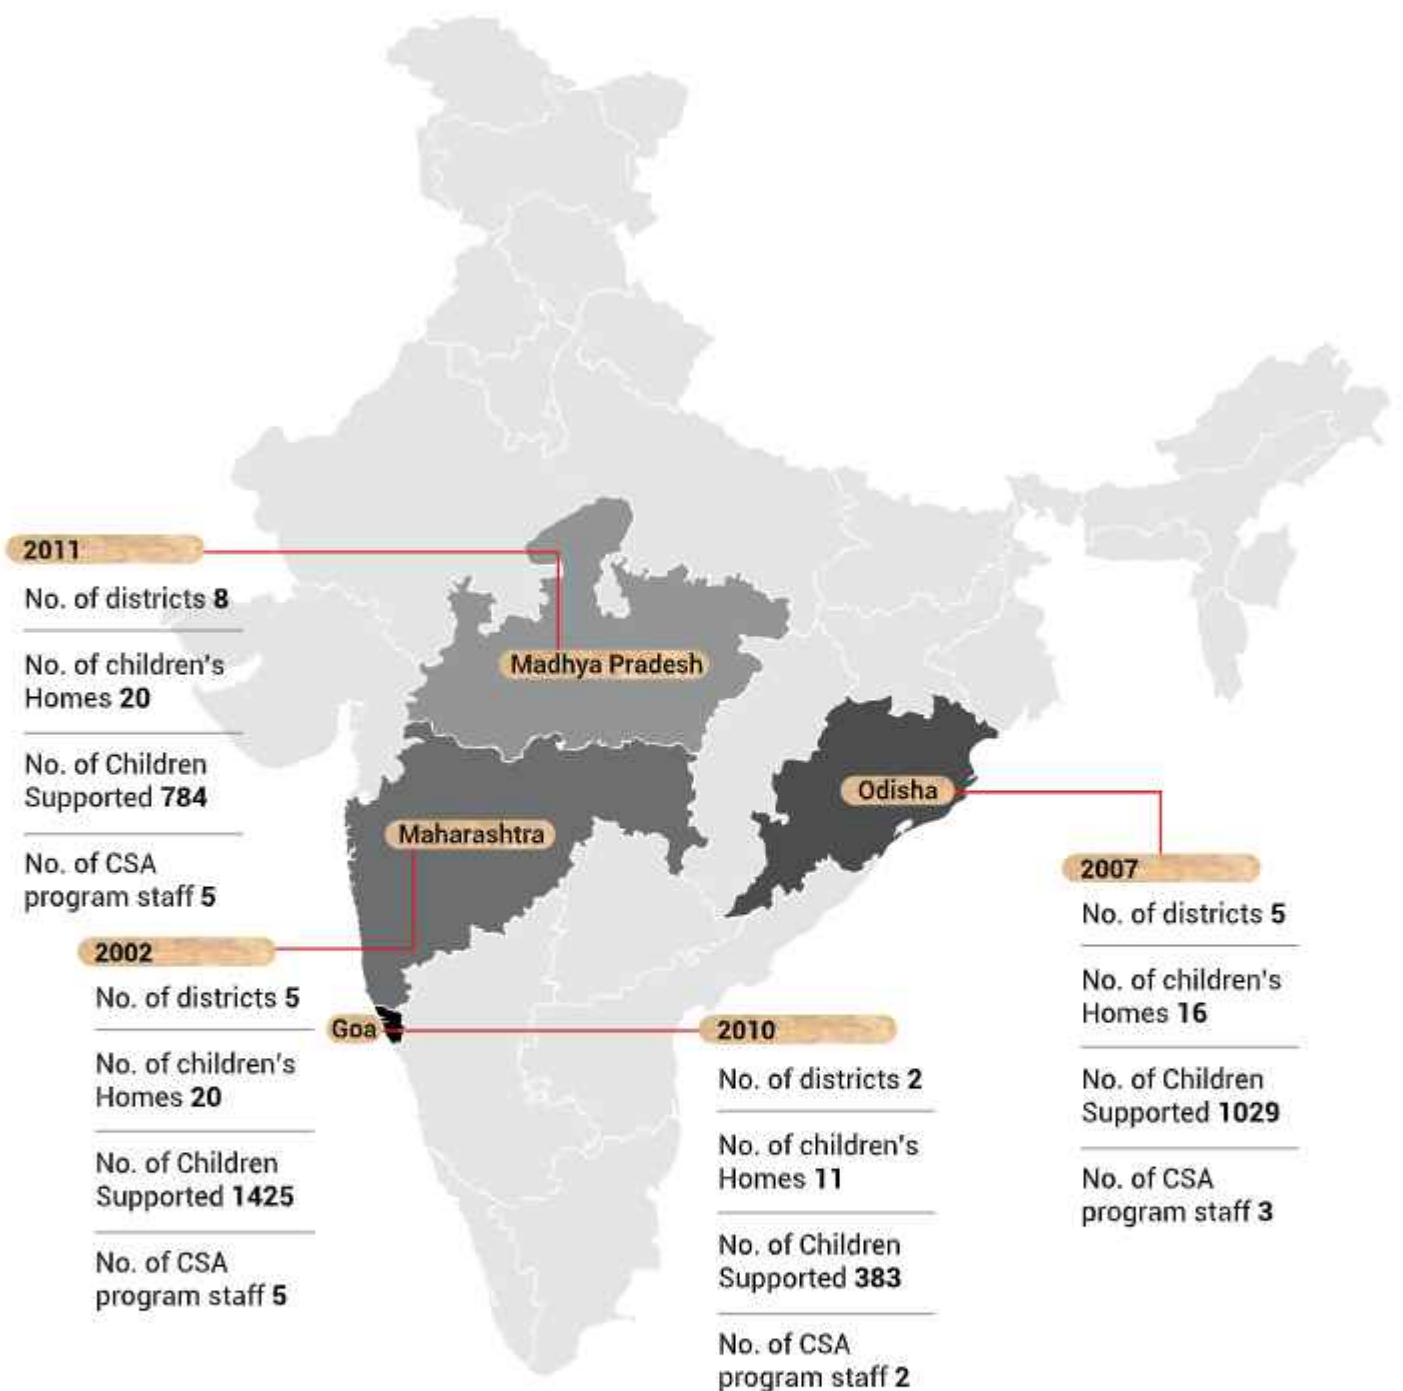 2011
No. of districts 8
No. of children's
Homes 20
No. of Children
Supported 784
No. of CSA
program staff 5
Madhya Pradesh
Maharashtra
Odisha
2002
No. of districts 5
No. of children's
Homes 20
No. of Children
Supported 1425
No. of CSA
program staff 5
Goa
2010
No. of districts 2
No. of children's
Homes 11
No. of Children
Supported 383
No. of CSA
program staff 2
2007
No. of districts 5
No. of children's
Homes 16
No. of Children
Supported 1029
No. of CSA
program staff 3